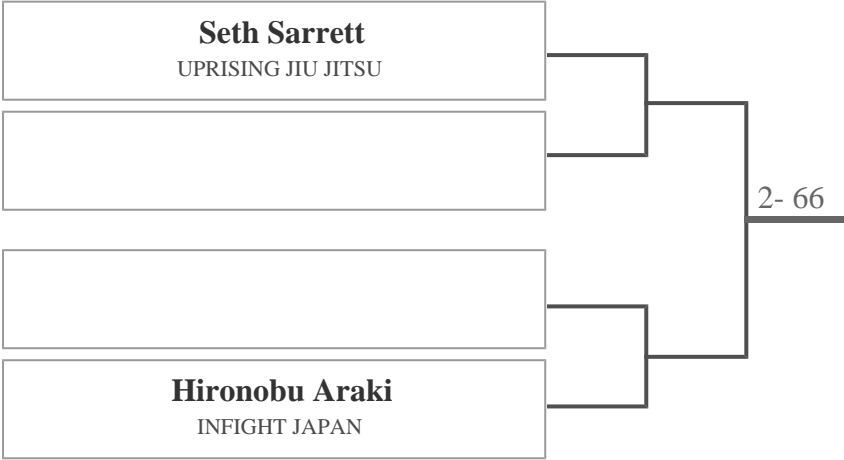 Seth Sarrett
UPRISING JIU JITSU
2- 66
Hironobu Araki
INFIGHT JAPAN